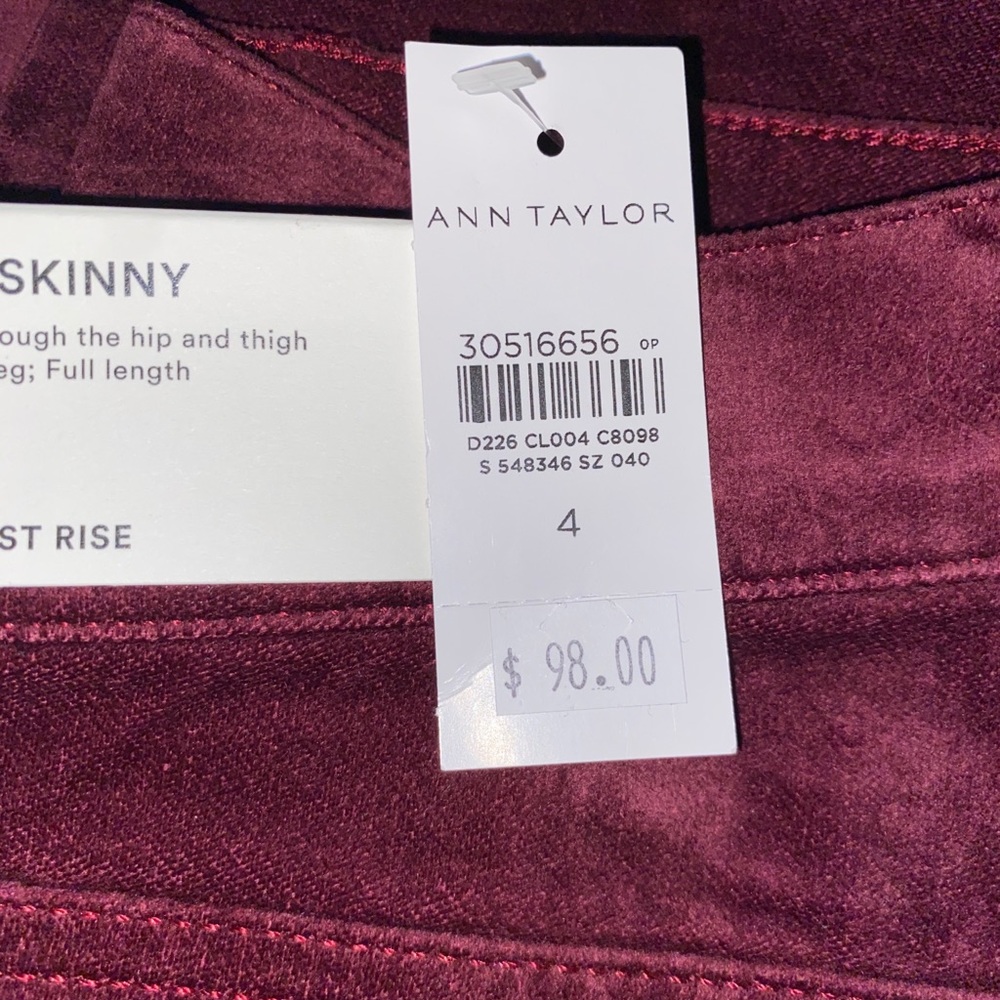 SKINNY
ough the hip and thigh
eg; Full length
ST RISE
ANN TAYLOR
30516656 OP
D226 CL004 C8098
S 548346 SZ 040
4
$ 98.00